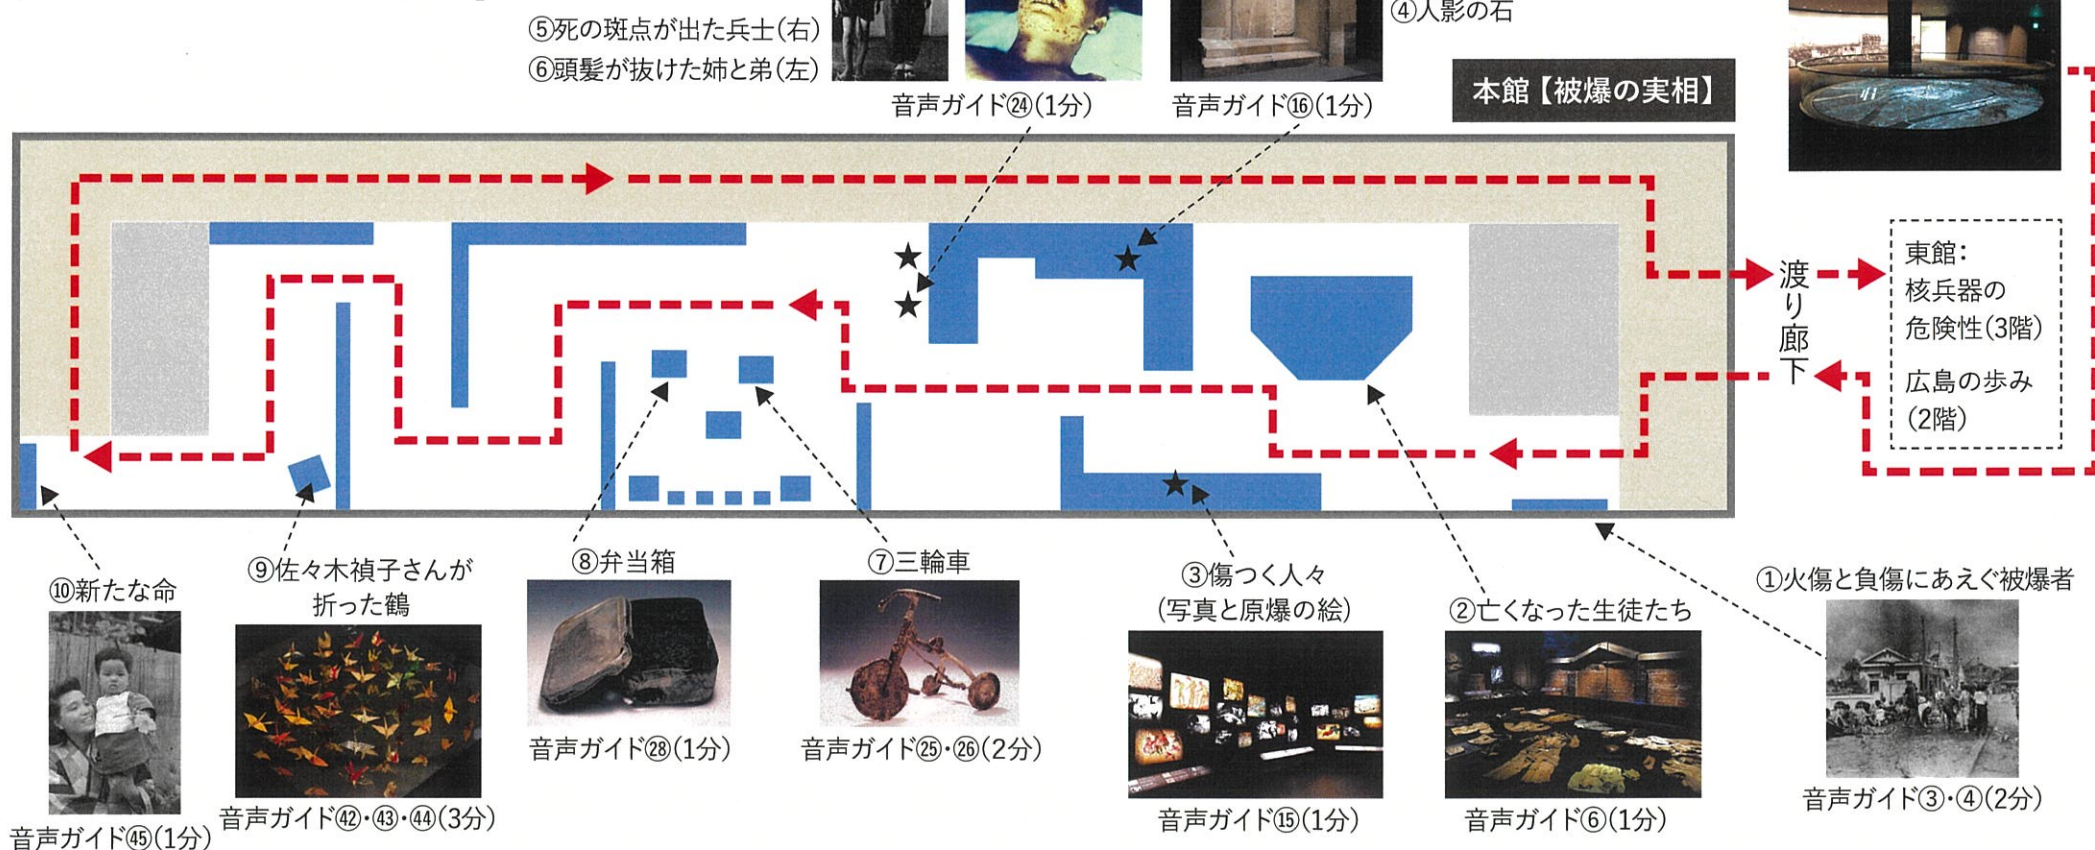 ⑤死の斑点が出た兵士(右)
⑥頭髪が抜けた姉と弟(左)
④人影の石
音声ガイド㉔(1分)
音声ガイド⑯(1分)
本館【被爆の実相】
渡り廊下
東館:
核兵器の
危険性(3階)
広島の歩み
(2階)
⑩新たな命
音声ガイド㊺(1分)
⑨佐々木禎子さんが
折った鶴
音声ガイド㊷・㊸・㊹(3分)
⑧弁当箱
音声ガイド㉘(1分)
⑦三輪車
音声ガイド㉕・㉖(2分)
③傷つく人々
(写真と原爆の絵)
音声ガイド⑮(1分)
②亡くなった生徒たち
音声ガイド⑥(1分)
①火傷と負傷にあえぐ被爆者
音声ガイド③・④(2分)